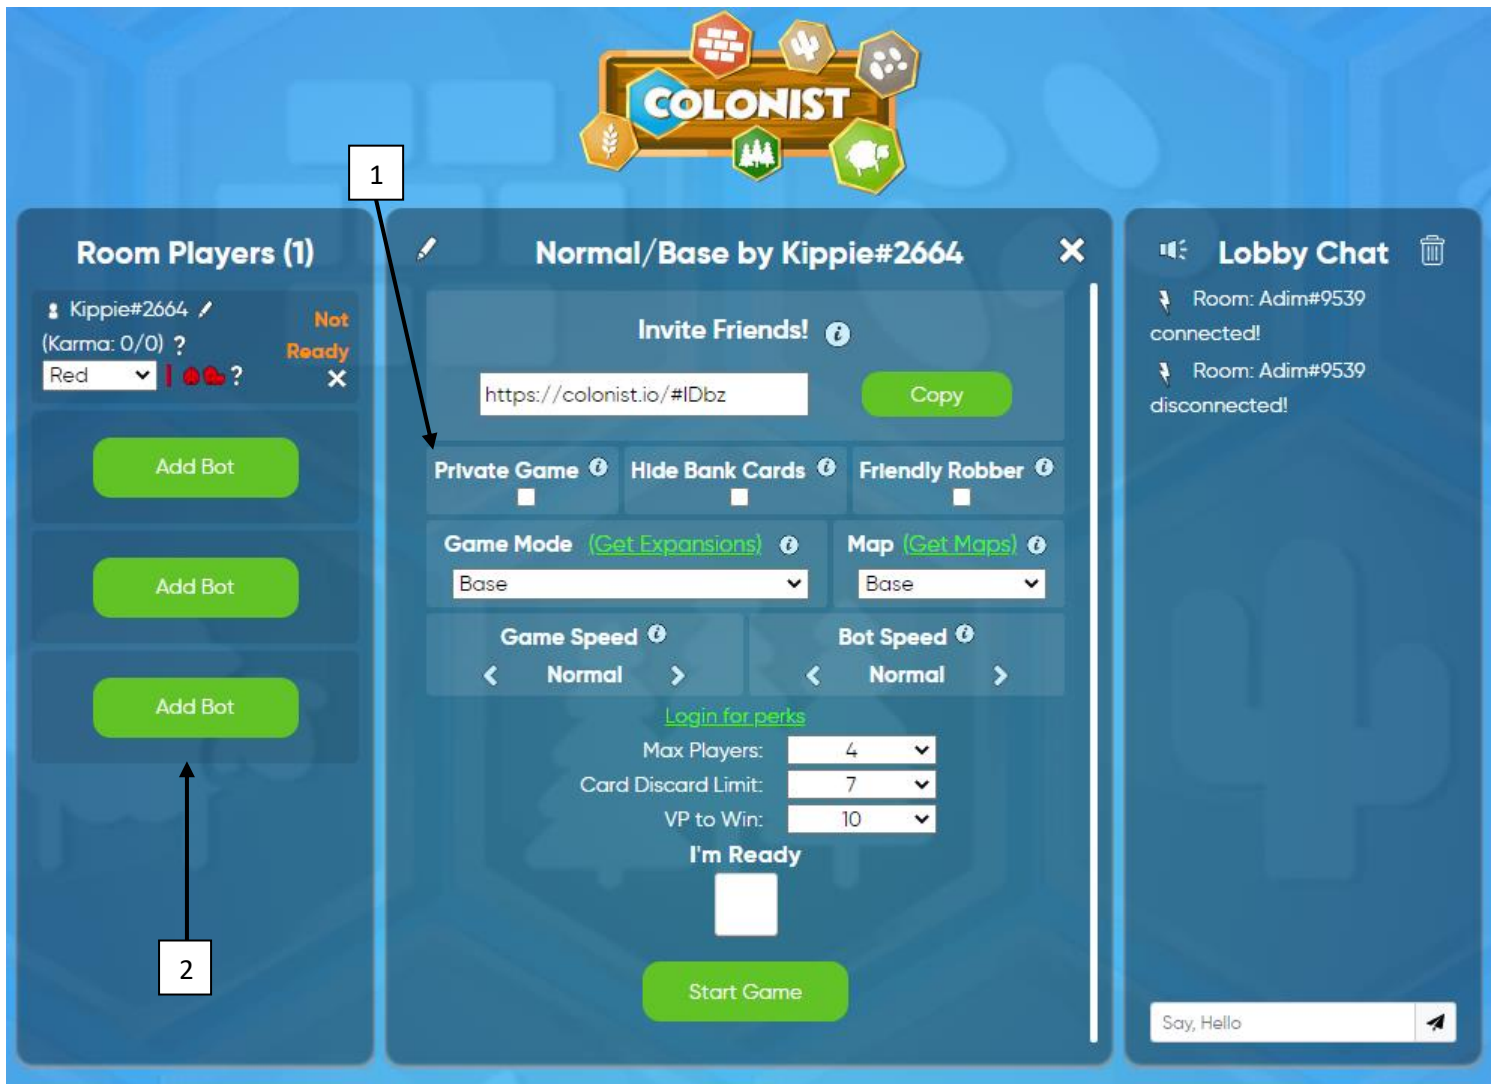 COLONIST
1
Room Players (1)
Kippie#2664
Not
(Karma: 0/0) ?
Ready
Red
?
Add Bot
Add Bot
Add Bot
2
Normal/Base by Kippie#2664
Invite Friends!
https://colonist.io/#IDbz
Copy
Private Game
Hide Bank Cards
Friendly Robber
Game Mode (Get Expansions)
Base
Map (Get Maps)
Base
Game Speed
Normal
Bot Speed
Normal
Login for perks
Max Players: 4
Card Discard Limit: 7
VP to Win: 10
I'm Ready
Start Game
Lobby Chat
Room: Adim#9539
connected!
Room: Adim#9539
disconnected!
Say, Hello